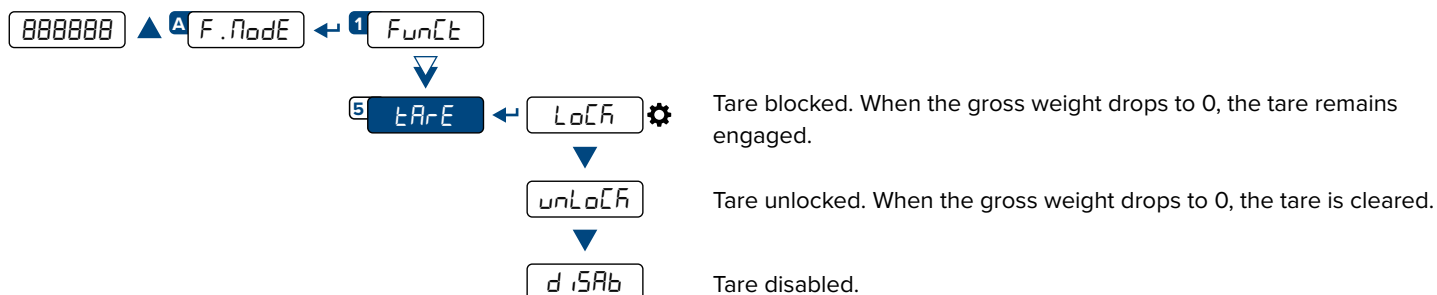 888888 A F.ModE 1 FunCt
5 tArE LoCK Tare blocked. When the gross weight drops to 0, the tare remains
engaged.
unLoCK Tare unlocked. When the gross weight drops to 0, the tare is cleared.
diSAb Tare disabled.